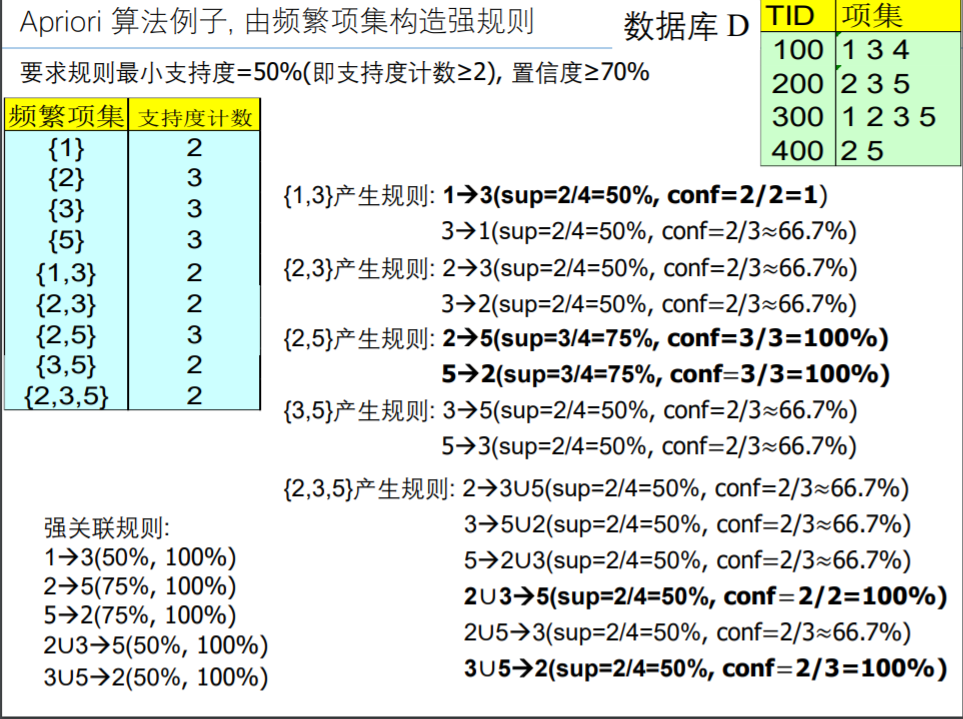 Apriori 算法例子, 由频繁项集构造强规则
数据库 D
TID 项集
100 1 3 4
200 2 3 5
300 1 2 3 5
400 2 5
要求规则最小支持度=50%(即支持度计数≥2), 置信度≥70%
频繁项集 支持度计数
{1} 2
{2} 3
{3} 3
{5} 3
{1,3} 2
{2,3} 2
{2,5} 3
{3,5} 2
{2,3,5} 2
{1,3}产生规则: 1→3(sup=2/4=50%, conf=2/2=1)
3→1(sup=2/4=50%, conf=2/3≈66.7%)
{2,3}产生规则: 2→3(sup=2/4=50%, conf=2/3≈66.7%)
3→2(sup=2/4=50%, conf=2/3≈66.7%)
{2,5}产生规则: 2→5(sup=3/4=75%, conf=3/3=100%)
5→2(sup=3/4=75%, conf=3/3=100%)
{3,5}产生规则: 3→5(sup=2/4=50%, conf=2/3≈66.7%)
5→3(sup=2/4=50%, conf=2/3≈66.7%)
{2,3,5}产生规则: 2→3∪5(sup=2/4=50%, conf=2/3≈66.7%)
3→5∪2(sup=2/4=50%, conf=2/3≈66.7%)
5→2∪3(sup=2/4=50%, conf=2/3≈66.7%)
2∪3→5(sup=2/4=50%, conf=2/2=100%)
2∪5→3(sup=2/4=50%, conf=2/3≈66.7%)
3∪5→2(sup=2/4=50%, conf=2/3=100%)
强关联规则:
1→3(50%, 100%)
2→5(75%, 100%)
5→2(75%, 100%)
2∪3→5(50%, 100%)
3∪5→2(50%, 100%)